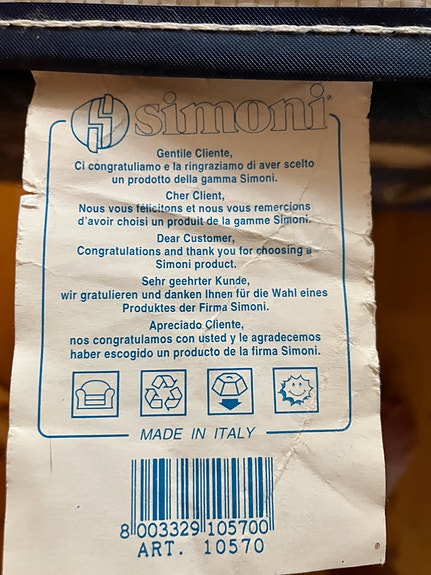 simoni®
Gentile Cliente,
Ci congratuliamo e la ringraziamo di aver scelto
un prodotto della gamma Simoni.
Cher Client,
Nous vous félicitons et nous vous remercions
d'avoir choisi un produit de la gamme Simoni.
Dear Customer,
Congratulations and thank you for choosing a
Simoni product.
Sehr geehrter Kunde,
wir gratulieren und danken Ihnen für die Wahl eines
Produktes der Firma Simoni.
Apreciado Cliente,
nos congratulamos con usted y le agradecemos
haber escogido un producto de la firma Simoni.
MADE IN ITALY
8 003329 105700
ART. 10570